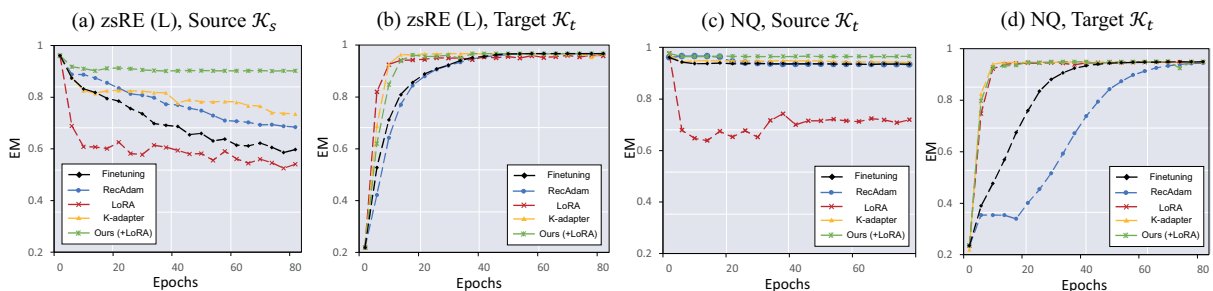 (a) zsRE (L), Source 𝒦ₛ
1
0.8
0.6
0.4
0.2
EM
0
20
40
60
80
Epochs
Finetuning
RecAdam
LoRA
K-adapter
Ours (+LoRA)
(b) zsRE (L), Target 𝒦ₜ
1
0.8
0.6
0.4
0.2
EM
0
20
40
60
80
Epochs
Finetuning
RecAdam
LoRA
K-adapter
Ours (+LoRA)
(c) NQ, Source 𝒦ₜ
1
0.8
0.6
0.4
0.2
EM
0
20
40
60
Epochs
Finetuning
RecAdam
LoRA
K-adapter
Ours (+LoRA)
(d) NQ, Target 𝒦ₜ
1
0.8
0.6
0.4
0.2
EM
0
20
40
60
80
Epochs
Finetuning
RecAdam
LoRA
K-adapter
Ours (+LoRA)